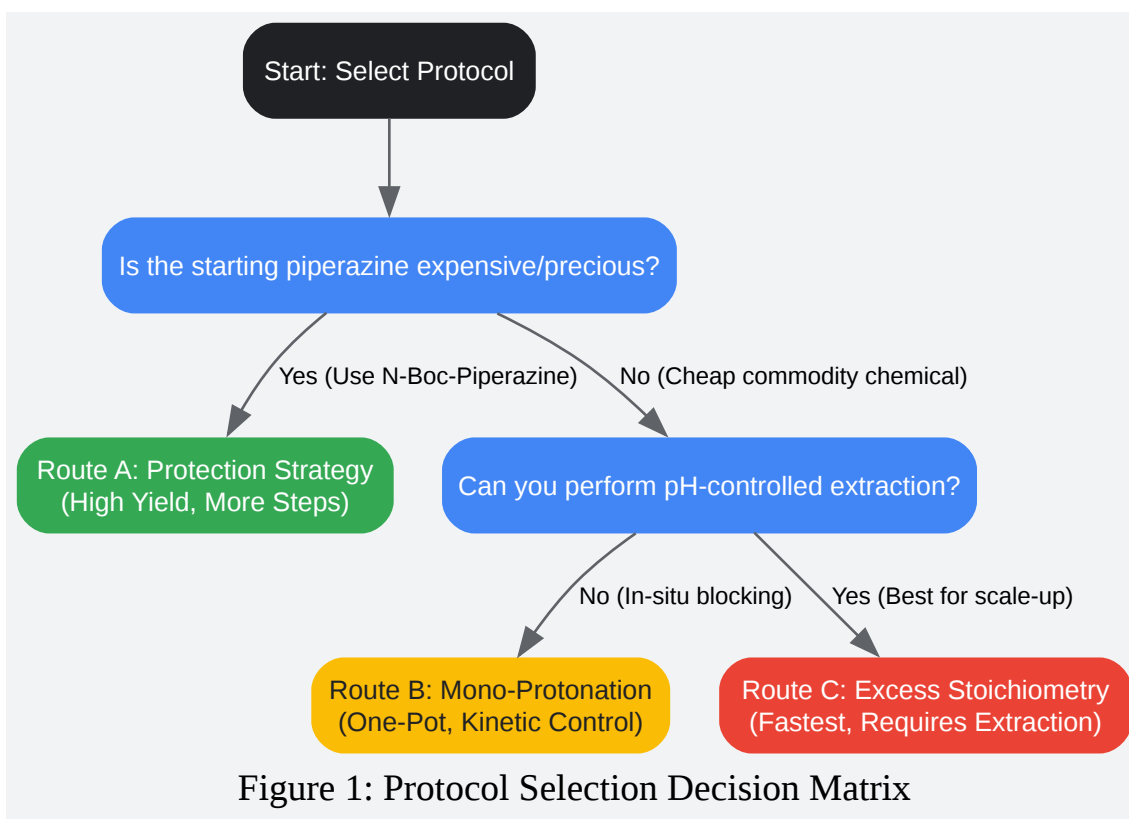 Start: Select Protocol
Is the starting piperazine expensive/precious?
Yes (Use N-Boc-Piperazine)
No (Cheap commodity chemical)
Route A: Protection Strategy
(High Yield, More Steps)
Can you perform pH-controlled extraction?
No (In-situ blocking)
Yes (Best for scale-up)
Route B: Mono-Protonation
(One-Pot, Kinetic Control)
Route C: Excess Stoichiometry
(Fastest, Requires Extraction)
Figure 1: Protocol Selection Decision Matrix